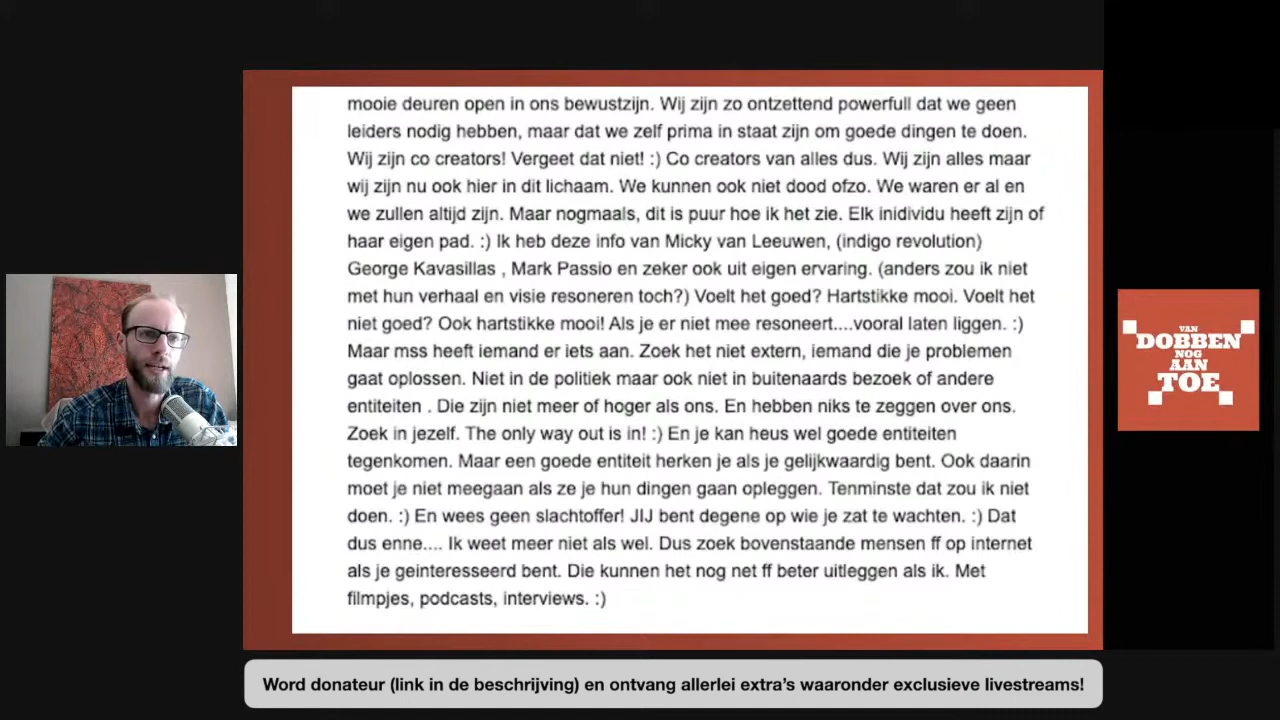 mooie deuren open in ons bewustzijn. Wij zijn zo ontzettend powerfull dat we geen
leiders nodig hebben, maar dat we zelf prima in staat zijn om goede dingen te doen.
Wij zijn co creators! Vergeet dat niet! :) Co creators van alles dus. Wij zijn alles maar
wij zijn nu ook hier in dit lichaam. We kunnen ook niet dood ofzo. We waren er al en
we zullen altijd zijn. Maar nogmaals, dit is puur hoe ik het zie. Elk inidividu heeft zijn of
haar eigen pad. :) Ik heb deze info van Micky van Leeuwen, (indigo revolution)
George Kavasillas , Mark Passio en zeker ook uit eigen ervaring. (anders zou ik niet
met hun verhaal en visie resoneren toch?) Voelt het goed? Hartstikke mooi. Voelt het
niet goed? Ook hartstikke mooi! Als je er niet mee resoneert....vooral laten liggen. :)
Maar mss heeft iemand er iets aan. Zoek het niet extern, iemand die je problemen
gaat oplossen. Niet in de politiek maar ook niet in buitenaards bezoek of andere
entiteiten . Die zijn niet meer of hoger als ons. En hebben niks te zeggen over ons.
Zoek in jezelf. The only way out is in! :) En je kan heus wel goede entiteiten
tegenkomen. Maar een goede entiteit herken je als je gelijkwaardig bent. Ook daarin
moet je niet meegaan als ze je hun dingen gaan opleggen. Tenminste dat zou ik niet
doen. :) En wees geen slachtoffer! JIJ bent degene op wie je zat te wachten. :) Dat
dus enne.... Ik weet meer niet als wel. Dus zoek bovenstaande mensen ff op internet
als je geinteresseerd bent. Die kunnen het nog net ff beter uitleggen als ik. Met
filmpjes, podcasts, interviews. :)
VAN
DOBBEN
NOG
AAN
TOE
Word donateur (link in de beschrijving) en ontvang allerlei extra's waaronder exclusieve livestreams!